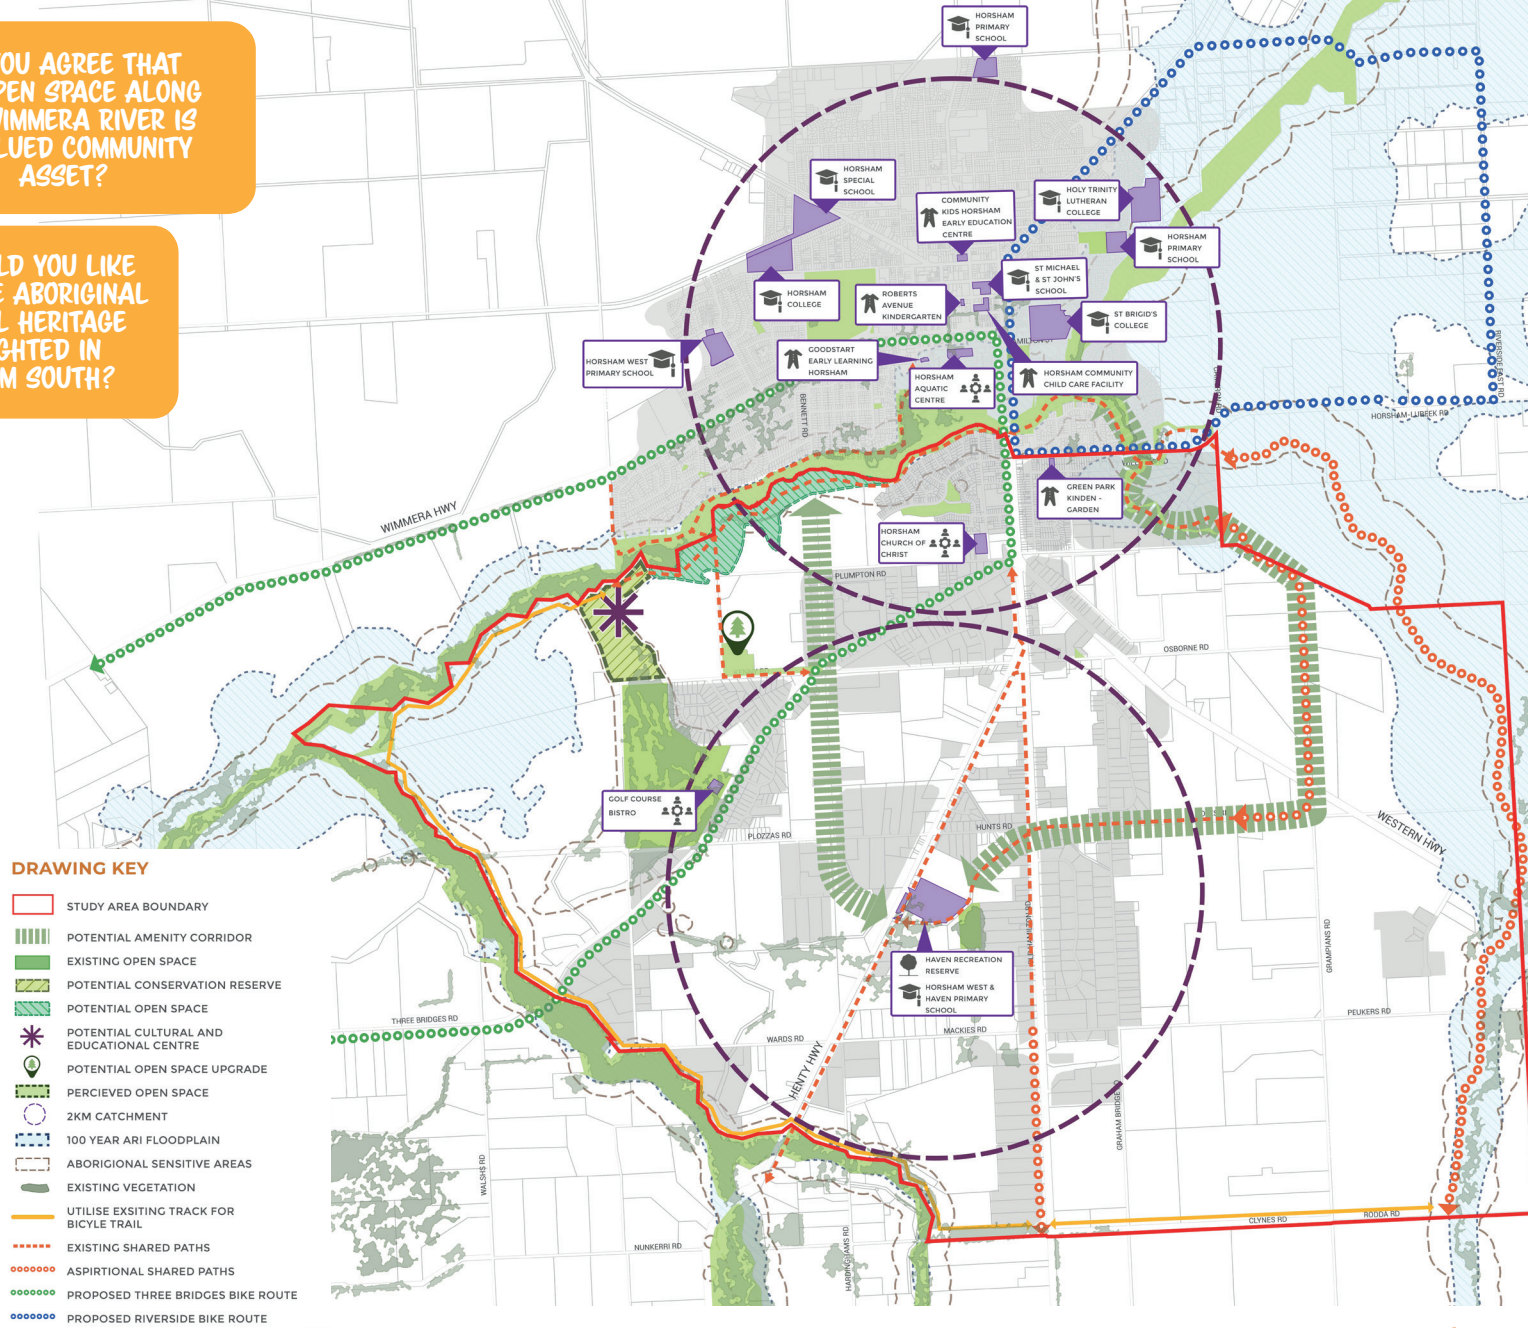 OU AGREE THAT
PEN SPACE ALONG
WIMMERA RIVER IS
LUED COMMUNITY
ASSET?
LD YOU LIKE
E ABORIGINAL
L HERITAGE
GHTED IN
M SOUTH?
HORSHAM
PRIMARY
SCHOOL
HORSHAM
SPECIAL
SCHOOL
COMMUNITY
KIDS HORSHAM
EARLY EDUCATION
CENTRE
HOLY TRINITY
LUTHERAN
COLLEGE
HORSHAM
PRIMARY
SCHOOL
ST MICHAEL
& ST JOHN'S
SCHOOL
HORSHAM
COLLEGE
ROBERTS
AVENUE
KINDERGARTEN
ST BRIGID'S
COLLEGE
HORSHAM WEST
PRIMARY SCHOOL
GOODSTART
EARLY LEARNING
HORSHAM
HORSHAM
AQUATIC
CENTRE
HORSHAM COMMUNITY
CHILD CARE FACILITY
RIVERSIDE EAST RD
HORSHAM-LUBECK RD
BENNETT RD
WIMMERA HWY
GREEN PARK
KINDEN -
GARDEN
HORSHAM
CHURCH OF
CHRIST
PLUMPTON RD
OSBORNE RD
GOLF COURSE
BISTRO
PLOZZAS RD
HUNTS RD
WESTERN HWY
HAVEN RECREATION
RESERVE
HORSHAM WEST &
HAVEN PRIMARY
SCHOOL
GRAMPIANS RD
THREE BRIDGES RD
WARDS RD
MACKIES RD
PEUKERS RD
HENTY HWY
GRAHAM BRIDGE RD
WALSHS RD
NUNKERRI RD
HARDINGHAMS RD
CLYNES RD
RODDA RD
DRAWING KEY
STUDY AREA BOUNDARY
POTENTIAL AMENITY CORRIDOR
EXISTING OPEN SPACE
POTENTIAL CONSERVATION RESERVE
POTENTIAL OPEN SPACE
POTENTIAL CULTURAL AND
EDUCATIONAL CENTRE
POTENTIAL OPEN SPACE UPGRADE
PERCIEVED OPEN SPACE
2KM CATCHMENT
100 YEAR ARI FLOODPLAIN
ABORIGIONAL SENSITIVE AREAS
EXISTING VEGETATION
UTILISE EXSITING TRACK FOR
BICYLE TRAIL
EXISTING SHARED PATHS
ASPIRTIONAL SHARED PATHS
PROPOSED THREE BRIDGES BIKE ROUTE
PROPOSED RIVERSIDE BIKE ROUTE